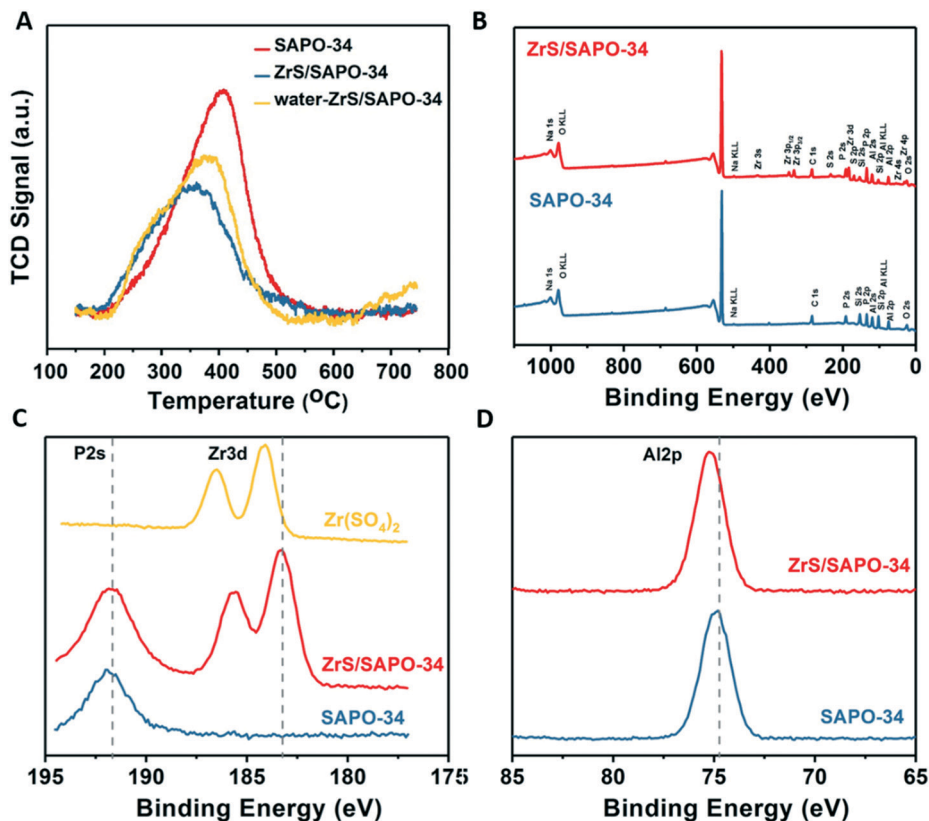 A
SAPO-34
ZrS/SAPO-34
water-ZrS/SAPO-34
TCD Signal (a.u.)
100 200 300 400 500 600 700 800
Temperature (ºC)
B
ZrS/SAPO-34
Na 1s
O KLL
Na KLL
Zr 3s
Zr 3p1/2
Zr 3p3/2
C 1s
S 2s
P 2s
Zr 3d
S 2p
Si 2s
P 2p
Al 2s
Si 2p
Al KLL
Al 2p
Zr 4s
Zr 4p
O 2s
SAPO-34
Na 1s
O KLL
Na KLL
C 1s
P 2s
Si 2s
P 2p
Al 2s
Si 2p
Al KLL
Al 2p
O 2s
1000 800 600 400 200 0
Binding Energy (eV)
C
P2s
Zr3d
Zr(SO4)2
ZrS/SAPO-34
SAPO-34
195 190 185 180 175
Binding Energy (eV)
D
Al2p
ZrS/SAPO-34
SAPO-34
85 80 75 70 65
Binding Energy (eV)